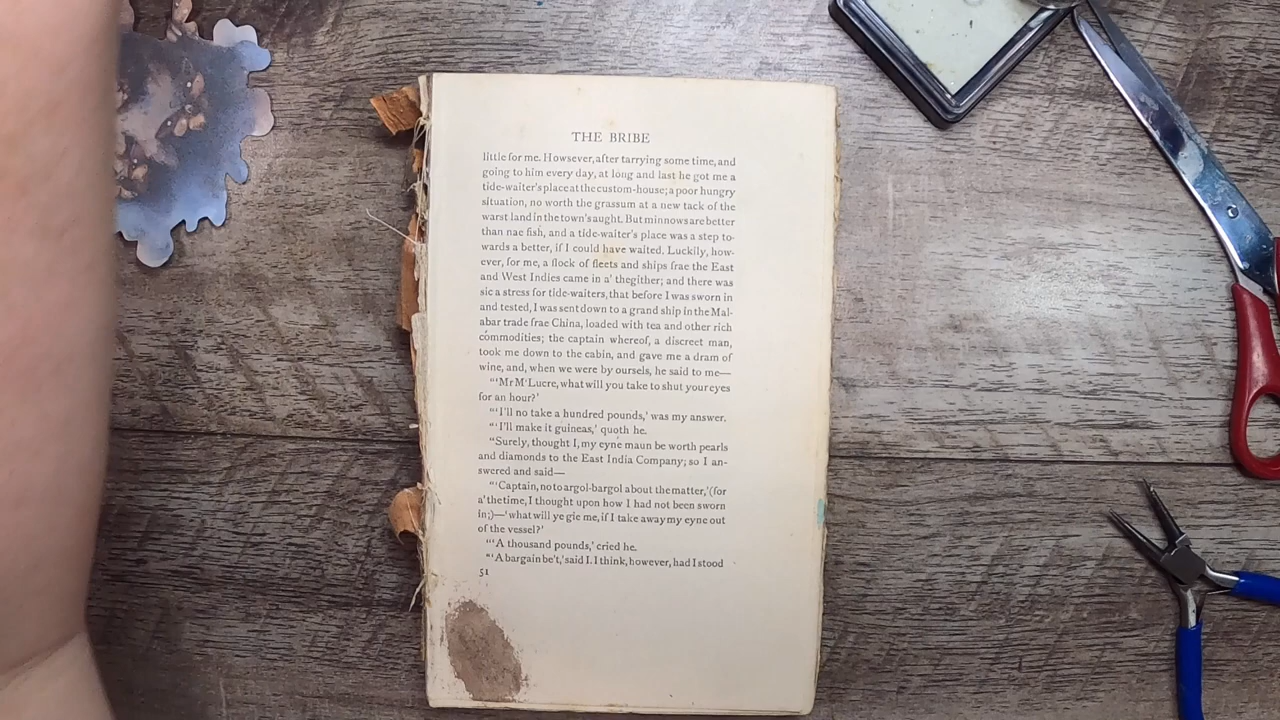 THE BRIBE
little for me. Howsever, after tarrying some time, and
going to him every day, at long and last he got me a
tide-waiter's place at the custom-house; a poor hungry
situation, no worth the grassum at a new tack of the
warst land in the town's aught. But minnows are better
than nae fish, and a tide-waiter's place was a step to-
wards a better, if I could have waited. Luckily, how-
ever, for me, a flock of fleets and ships frae the East
and West Indies came in a' thegither; and there was
sic a stress for tide-waiters, that before I was sworn in
and tested, I was sent down to a grand ship in the Mal-
abar trade frae China, loaded with tea and other rich
commodities; the captain whereof, a discreet man,
took me down to the cabin, and gave me a dram of
wine, and, when we were by oursels, he said to me—
"'Mr M'Lucre, what will you take to shut your eyes
for an hour?'
"'I'll no take a hundred pounds,' was my answer.
"'I'll make it guineas,' quoth he.
"Surely, thought I, my eyne maun be worth pearls
and diamonds to the East India Company; so I an-
swered and said—
"'Captain, no to argol-bargol about the matter,' (for
a' the time, I thought upon how I had not been sworn
in;)—'what will ye gie me, if I take away my eyne out
of the vessel?'
"'A thousand pounds,' cried he.
"'A bargain be't,' said I. I think, however, had I stood
51